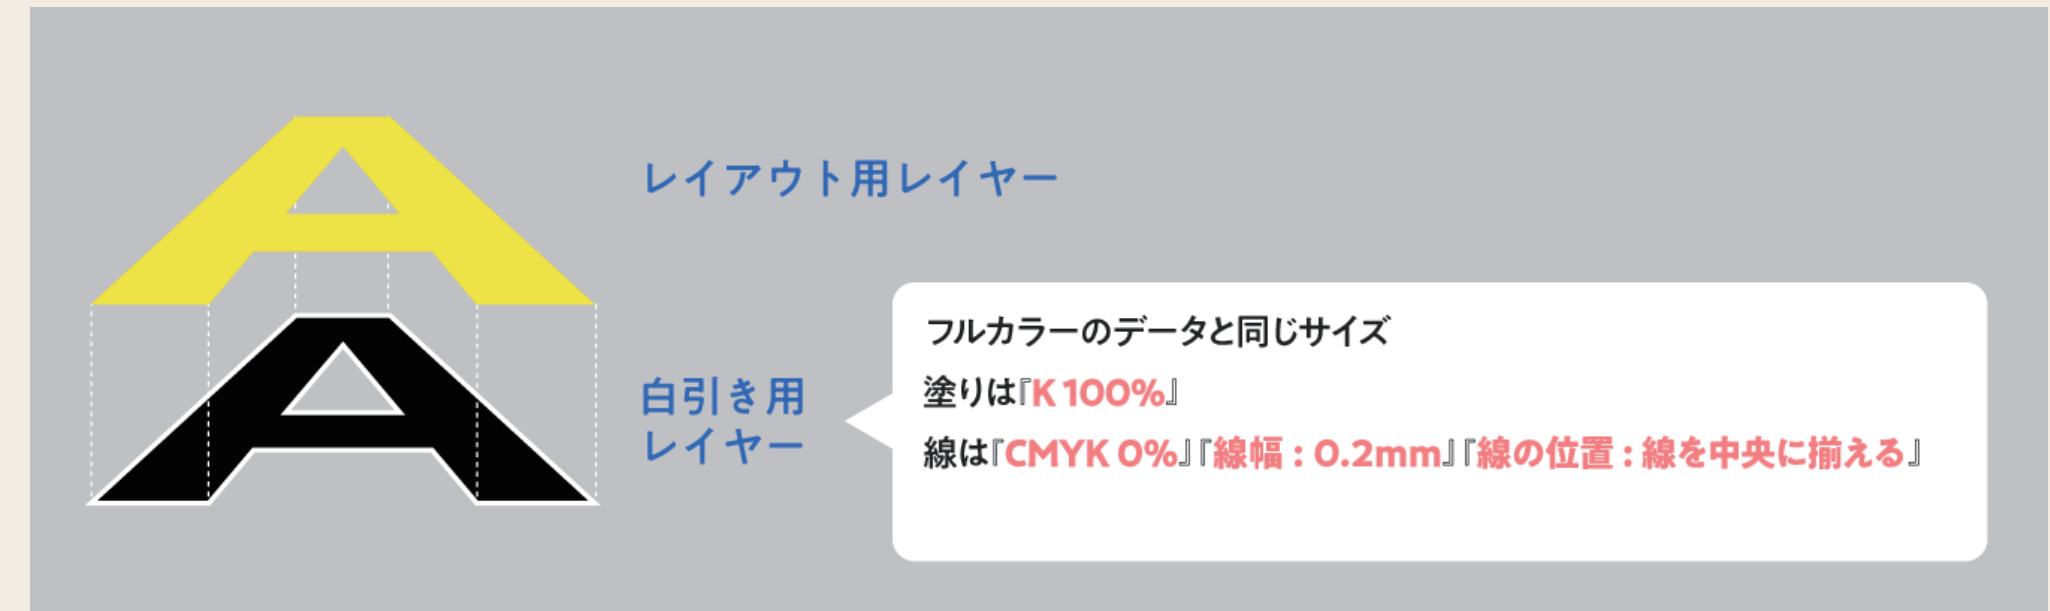 レイアウト用レイヤー
白引き用
レイヤー
フルカラーのデータと同じサイズ
塗りは『K 100%』
線は『CMYK 0%』『線幅：0.2mm』『線の位置：線を中央に揃える』